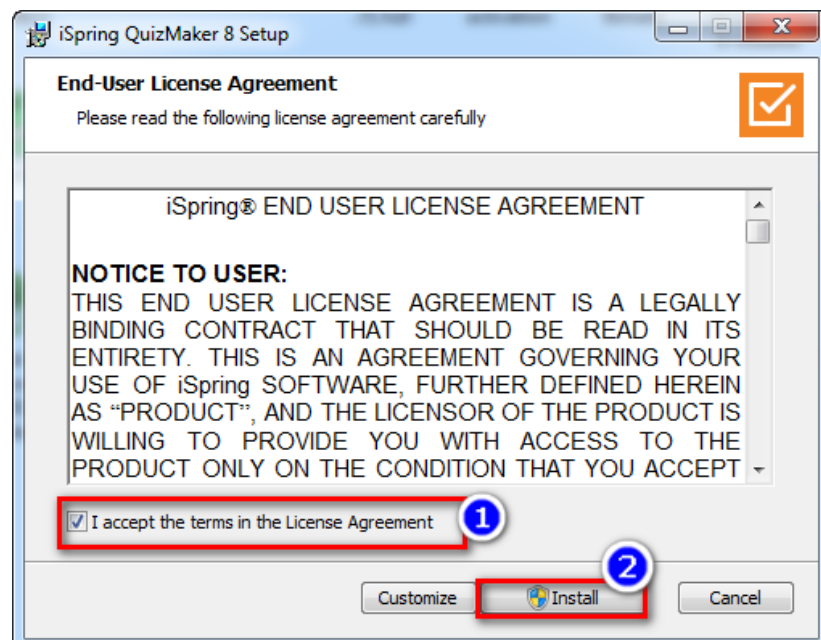 iSpring QuizMaker 8 Setup
End-User License Agreement
Please read the following license agreement carefully
iSpring® END USER LICENSE AGREEMENT
NOTICE TO USER:
THIS END USER LICENSE AGREEMENT IS A LEGALLY
BINDING CONTRACT THAT SHOULD BE READ IN ITS
ENTIRETY. THIS IS AN AGREEMENT GOVERNING YOUR
USE OF iSpring SOFTWARE, FURTHER DEFINED HEREIN
AS “PRODUCT”, AND THE LICENSOR OF THE PRODUCT IS
WILLING TO PROVIDE YOU WITH ACCESS TO THE
PRODUCT ONLY ON THE CONDITION THAT YOU ACCEPT
I accept the terms in the License Agreement 1
2
Customize Install Cancel